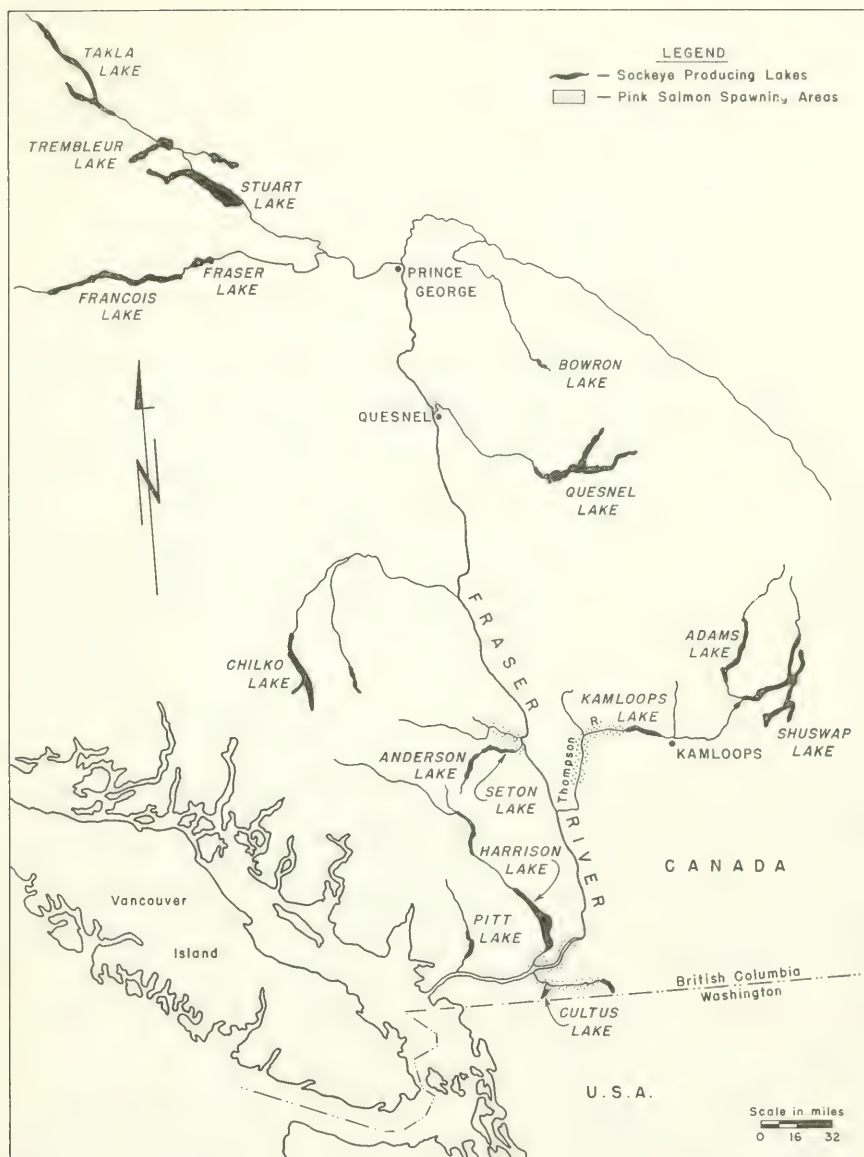 LEGEND
— Sockeye Producing Lakes
— Pink Salmon Spawning Areas
TAKLA
LAKE
TREMBLEUR
LAKE
STUART
LAKE
FRASER
LAKE
FRANCOIS
LAKE
PRINCE
GEORGE
BOWRON
LAKE
QUESNEL
QUESNEL
LAKE
N
FRASER
CHILKO
LAKE
ADAMS
LAKE
KAMLOOPS
LAKE
SHUSWAP
LAKE
KAMLOOPS
Thompson R.
ANDERSON
LAKE
SETON
LAKE
RIVER
HARRISON
LAKE
CANADA
PITT
LAKE
Vancouver
Island
British Columbia
Washington
CULTUS
LAKE
U.S.A.
Scale in miles
0 16 32